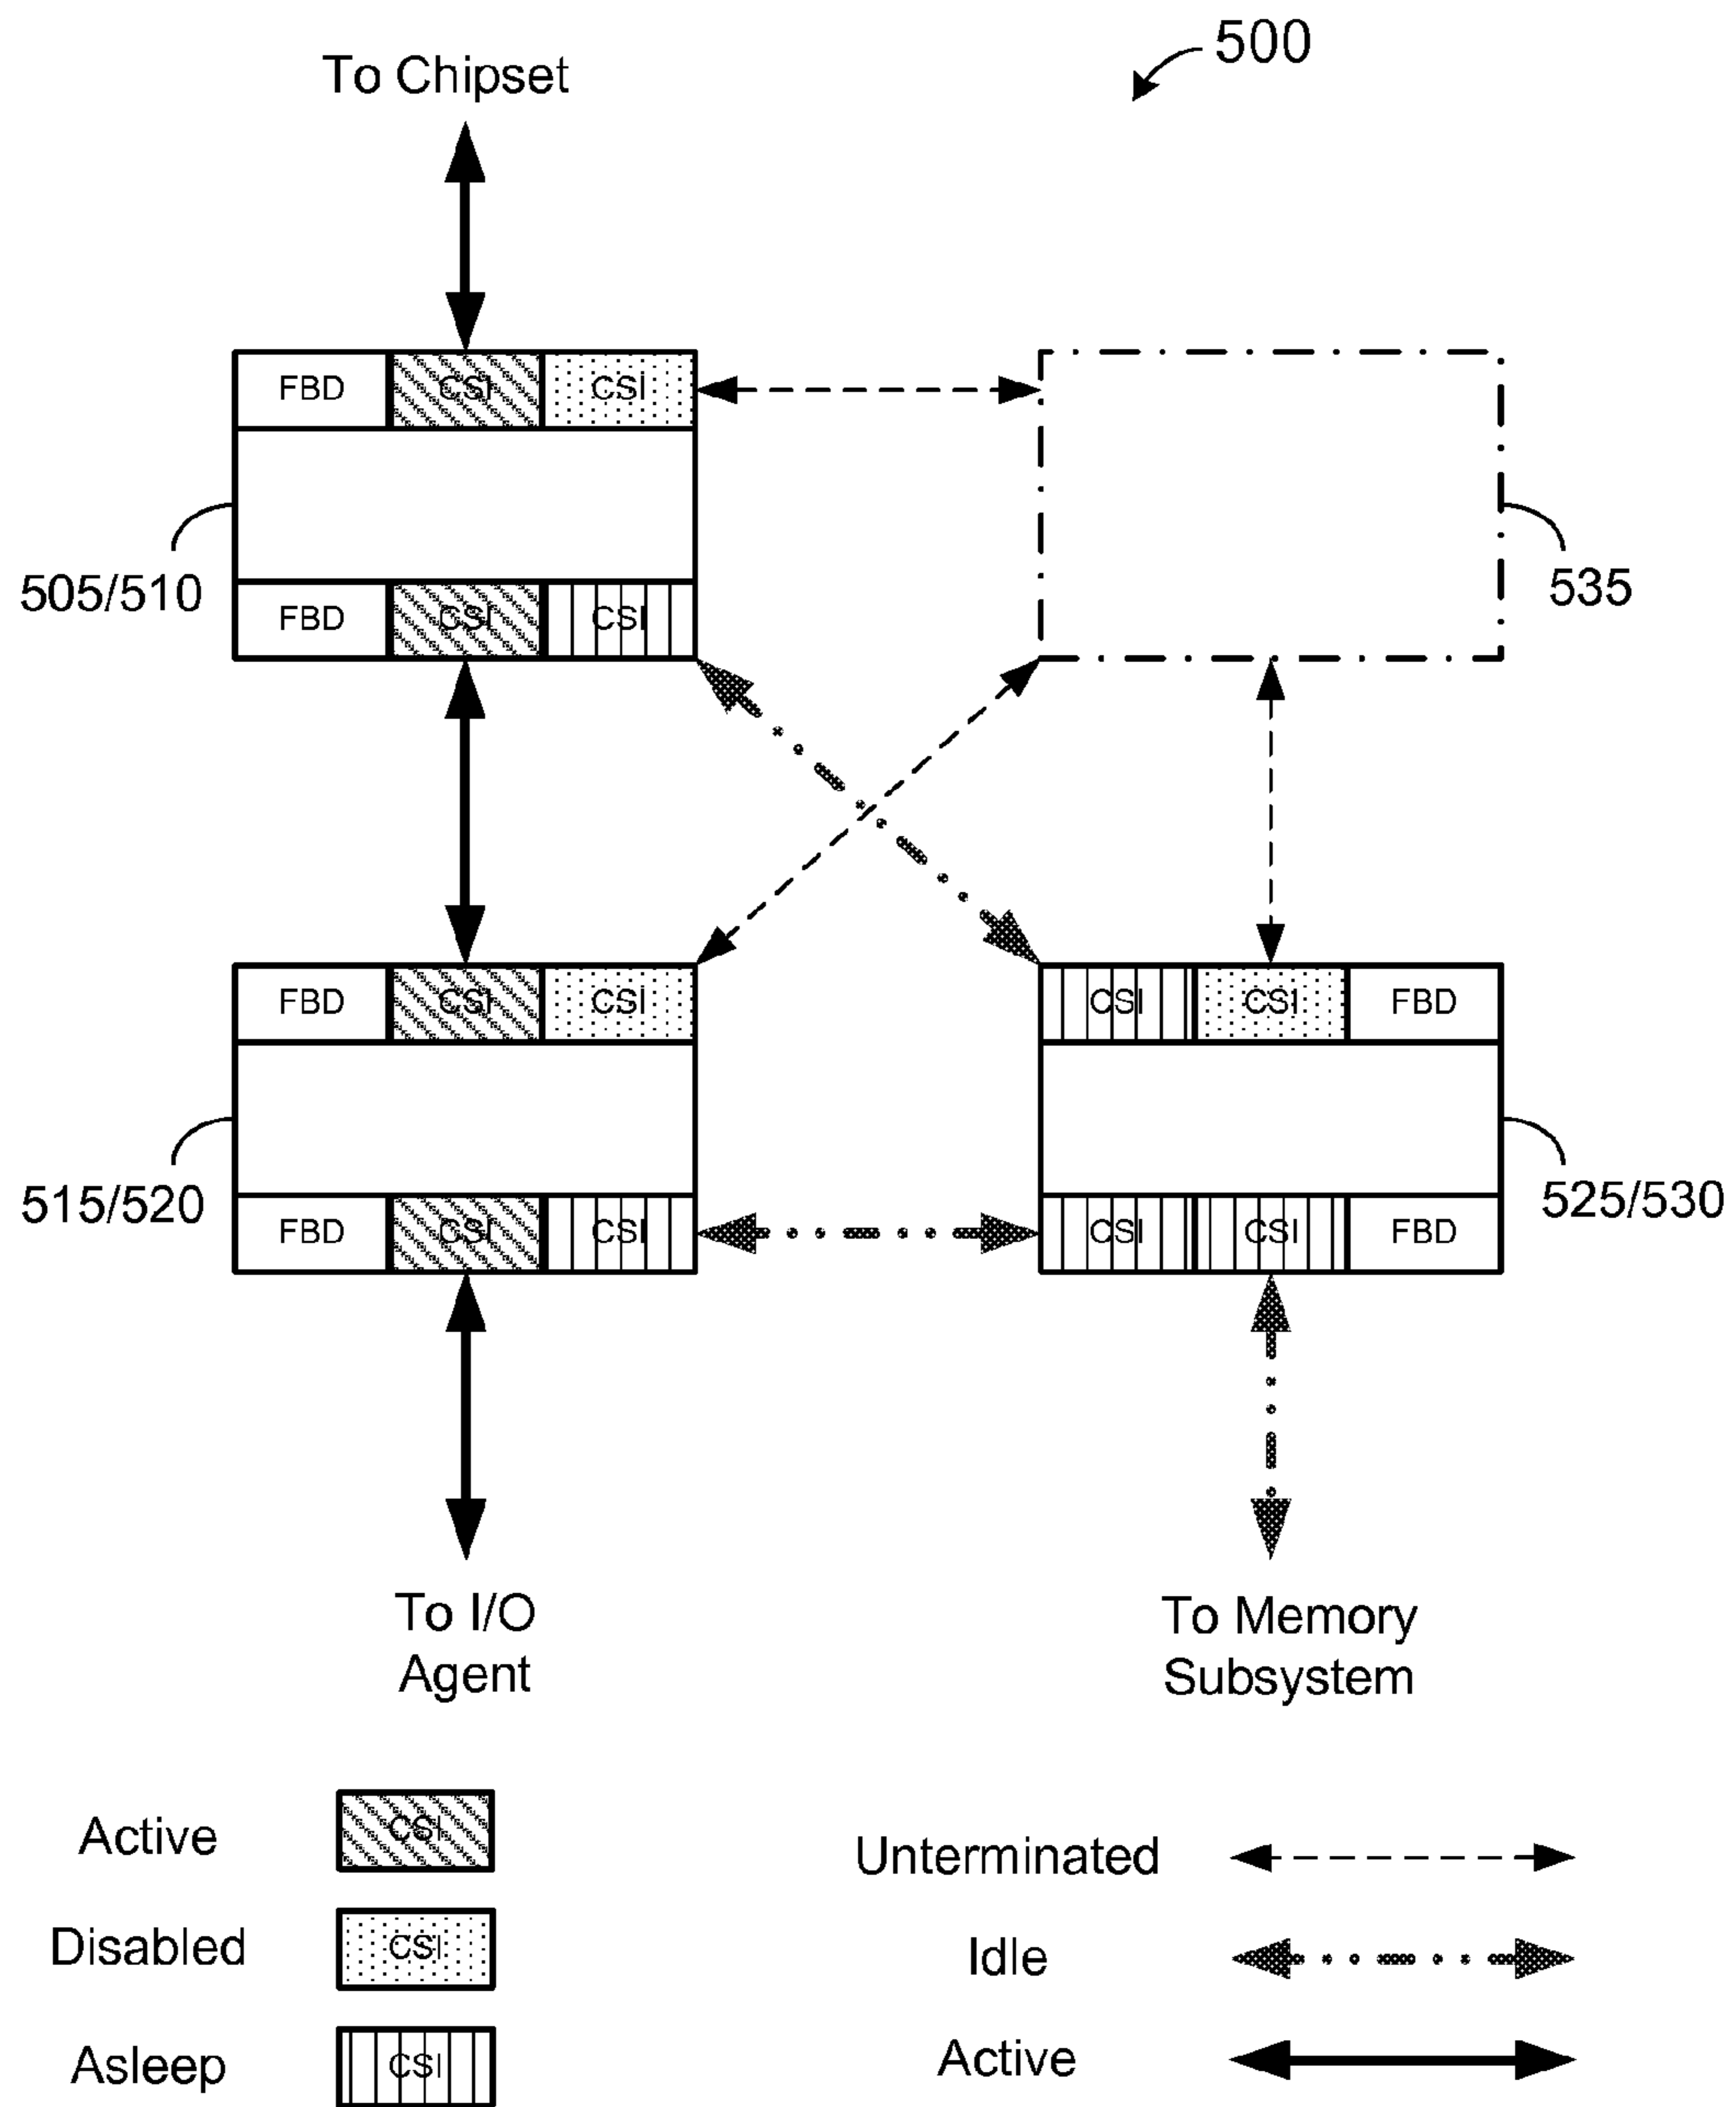 500
To Chipset
FBD CSI CSI
505/510
535
FBD CSI CSI
FBD CSI CSI
CSI CSI FBD
515/520
525/530
FBD CSI CSI
CSI CSI FBD
To I/O
Agent
To Memory
Subsystem
Active CSI
Unterminated
Disabled CSI
Idle
Asleep CSI
Active